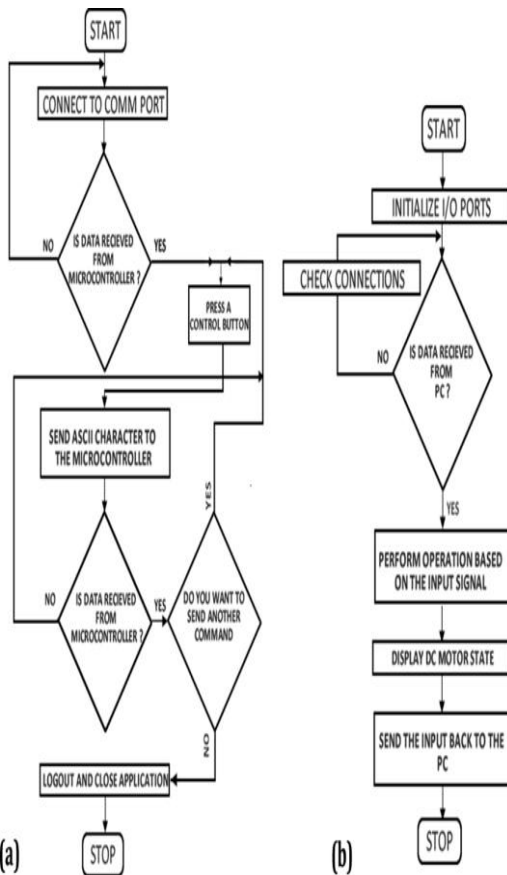 START
CONNECT TO COMM PORT
IS DATA RECIEVED
FROM
MICROCONTROLLER ?
NO
YES
PRESS A
CONTROL BUTTON
SEND ASCII CHARACTER TO
THE MICROCONTROLLER
IS DATA RECIEVED
FROM
MICROCONTROLLER ?
NO
YES
DO YOU WANT TO
SEND ANOTHER
COMMAND
YES
NO
LOGOUT AND CLOSE APPLICATION
STOP
(a)
START
INITIALIZE I/O PORTS
CHECK CONNECTIONS
IS DATA RECIEVED
FROM
PC ?
NO
YES
PERFORM OPERATION BASED
ON THE INPUT SIGNAL
DISPLAY DC MOTOR STATE
SEND THE INPUT BACK TO THE
PC
STOP
(b)